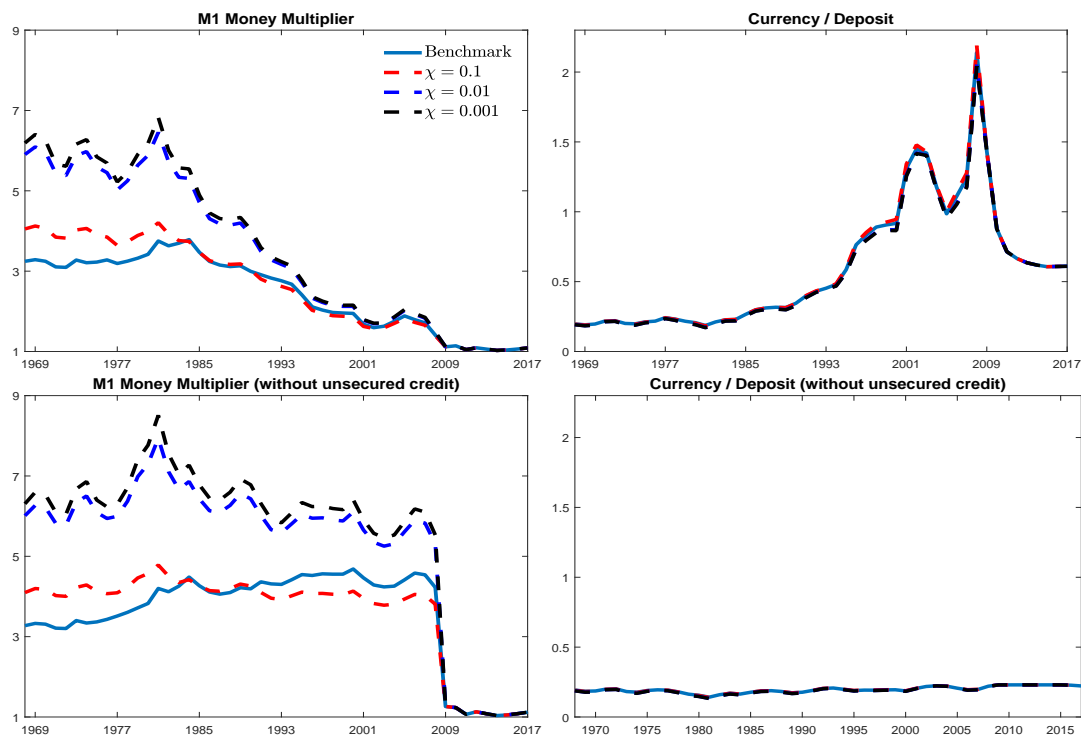 M1 Money Multiplier
9
7
5
3
1
1969 1977 1985 1993 2001 2009 2017
Benchmark
χ = 0.1
χ = 0.01
χ = 0.001
Currency / Deposit
2
1.5
1
0.5
0
1969 1977 1985 1993 2001 2009 2017
M1 Money Multiplier (without unsecured credit)
9
7
5
3
1
1969 1977 1985 1993 2001 2009 2017
Currency / Deposit (without unsecured credit)
2
1.5
1
0.5
0
1970 1975 1980 1985 1990 1995 2000 2005 2010 2015